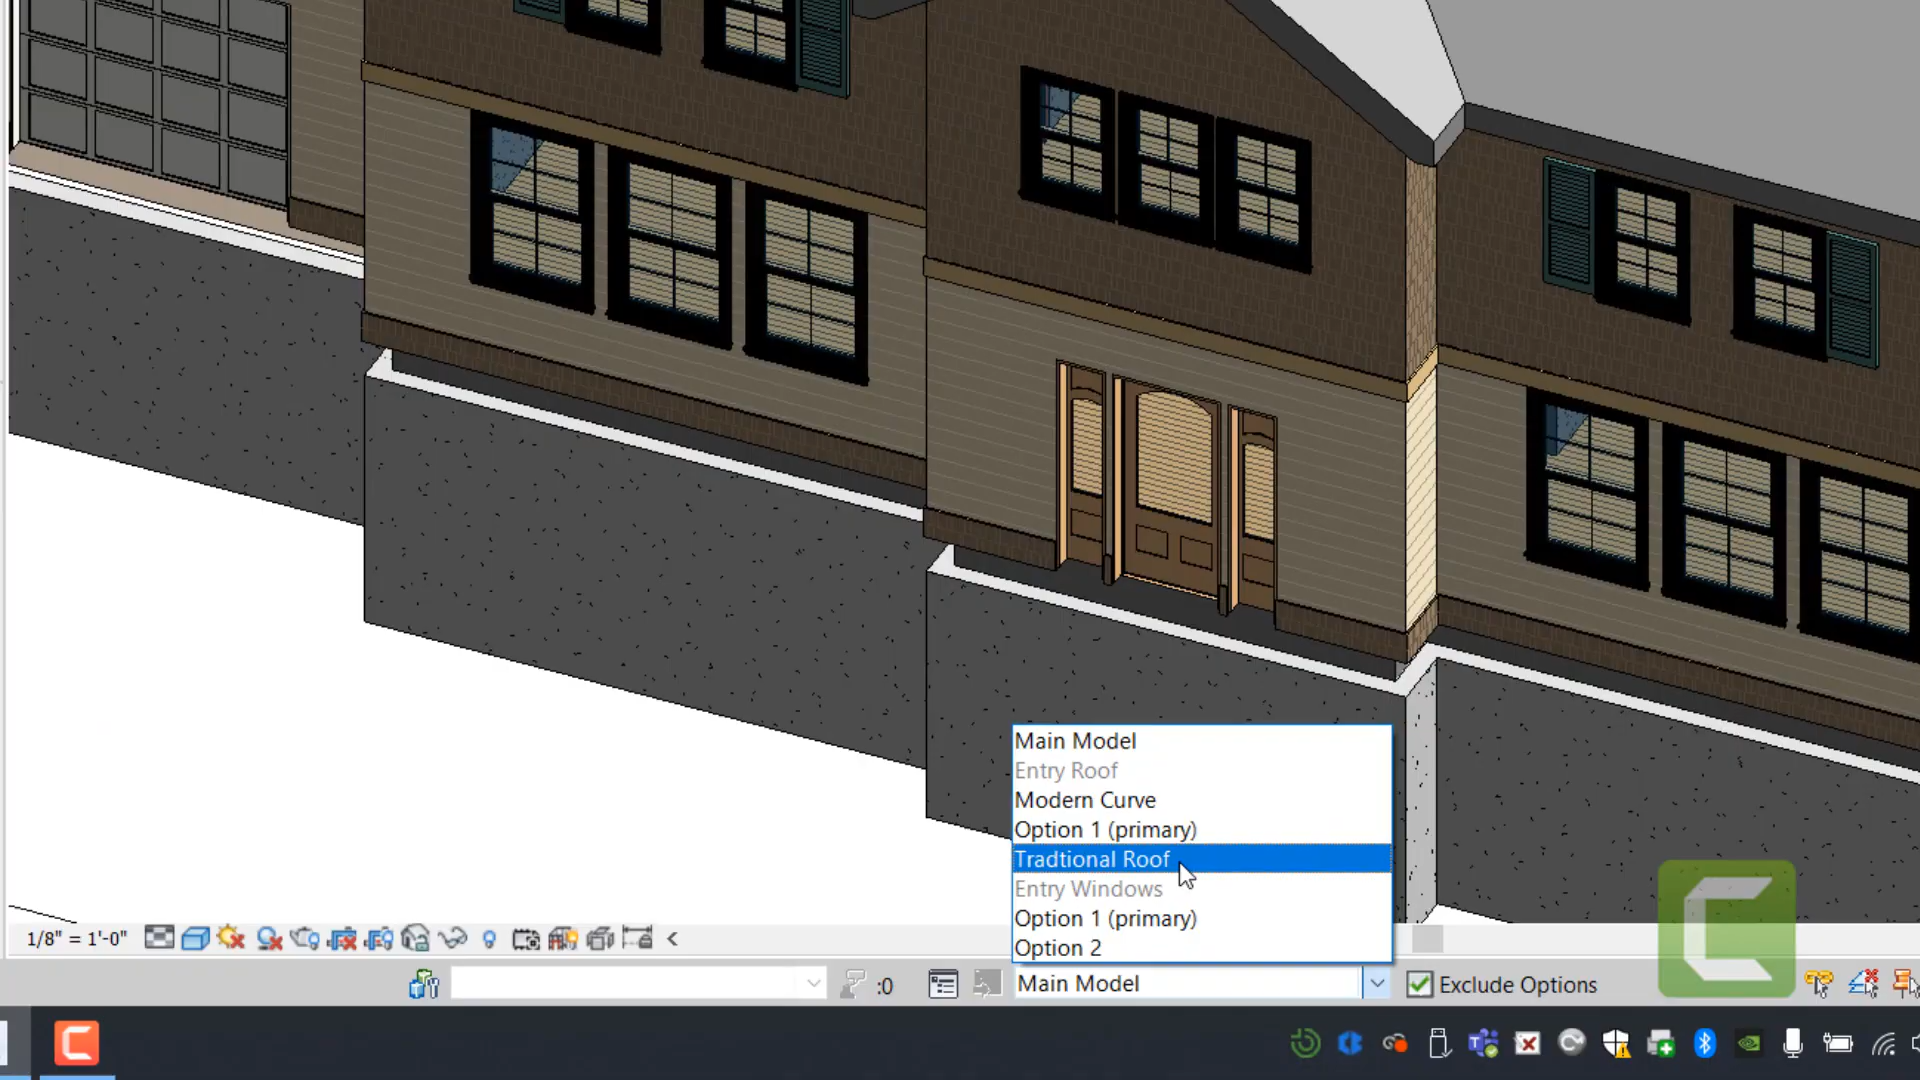 Main Model
Entry Roof
Modern Curve
Option 1 (primary)
Tradtional Roof
Entry Windows
Option 1 (primary)
Option 2
1/8" = 1'-0"
:0
Main Model
Exclude Options